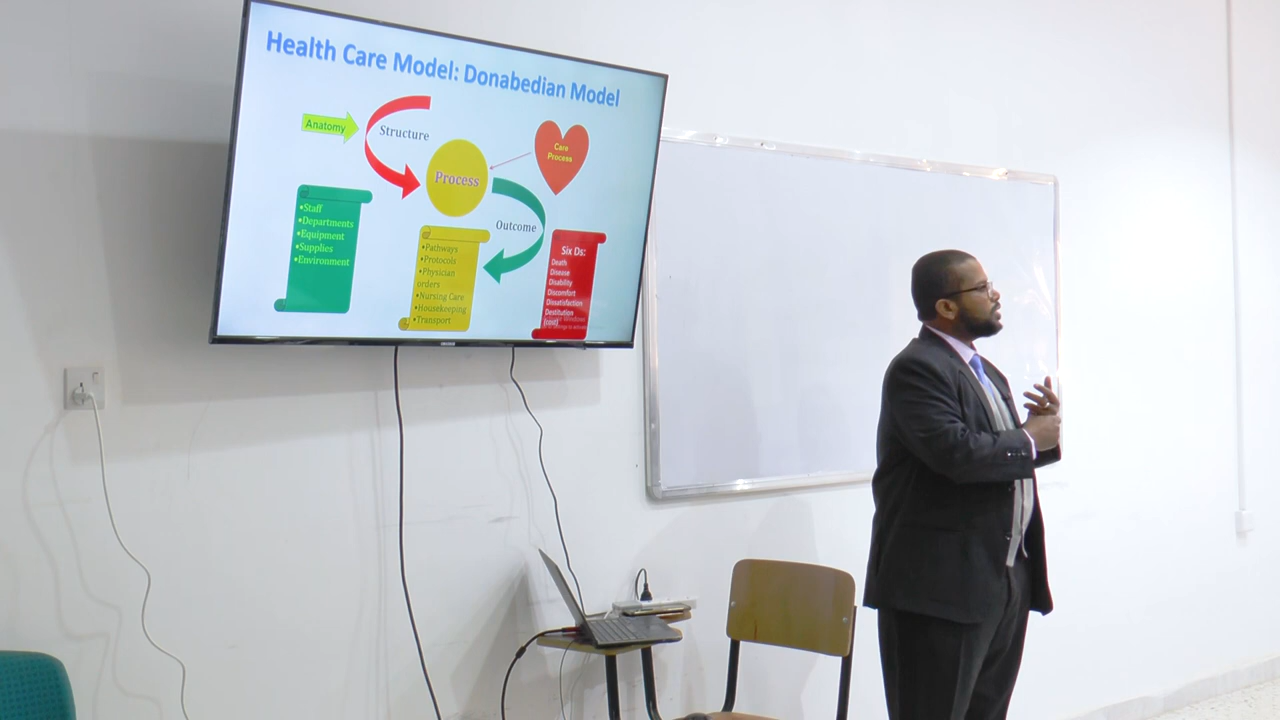 Health Care Model: Donabedian Model
Anatomy
Structure
Care
Process
Process
Outcome
•Staff
•Departments
•Equipment
•Supplies
•Environment
•Pathways
•Protocols
•Physician
orders
•Nursing Care
•Housekeeping
•Transport
Six Ds:
Death
Disease
Disability
Discomfort
Dissatisfaction
Destitution
(cost)